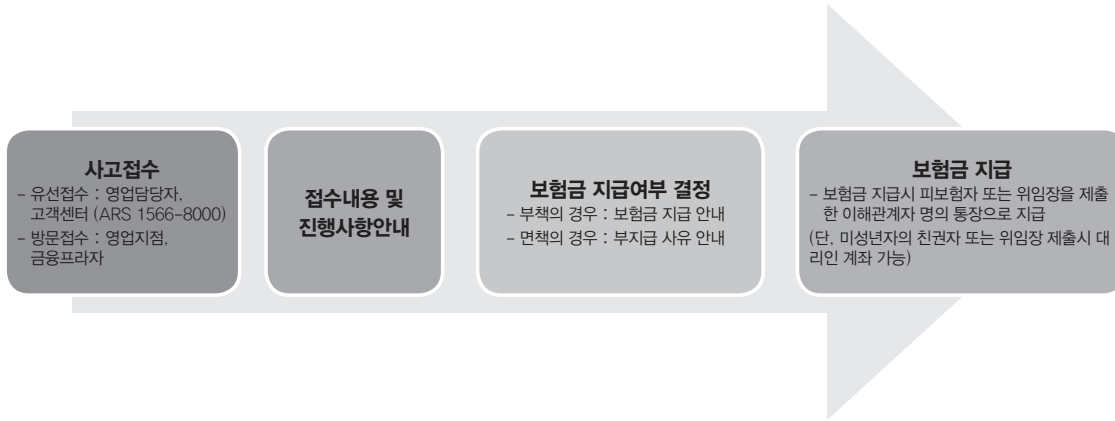 사고접수
- 유선접수 : 영업담당자,
고객센터 (ARS 1566-8000)
- 방문접수 : 영업지점,
금융프라자
접수내용 및
진행사항안내
보험금 지급여부 결정
- 부책의 경우 : 보험금 지급 안내
- 면책의 경우 : 부지급 사유 안내
보험금 지급
- 보험금 지급시 피보험자 또는 위임장을 제출
한 이해관계자 명의 통장으로 지급
(단, 미성년자의 친권자 또는 위임장 제출시 대
리인 계좌 가능)